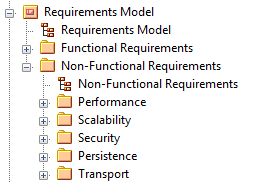 Requirements Model
Requirements Model
Functional Requirements
Non-Functional Requirements
Non-Functional Requirements
Performance
Scalability
Security
Persistence
Transport